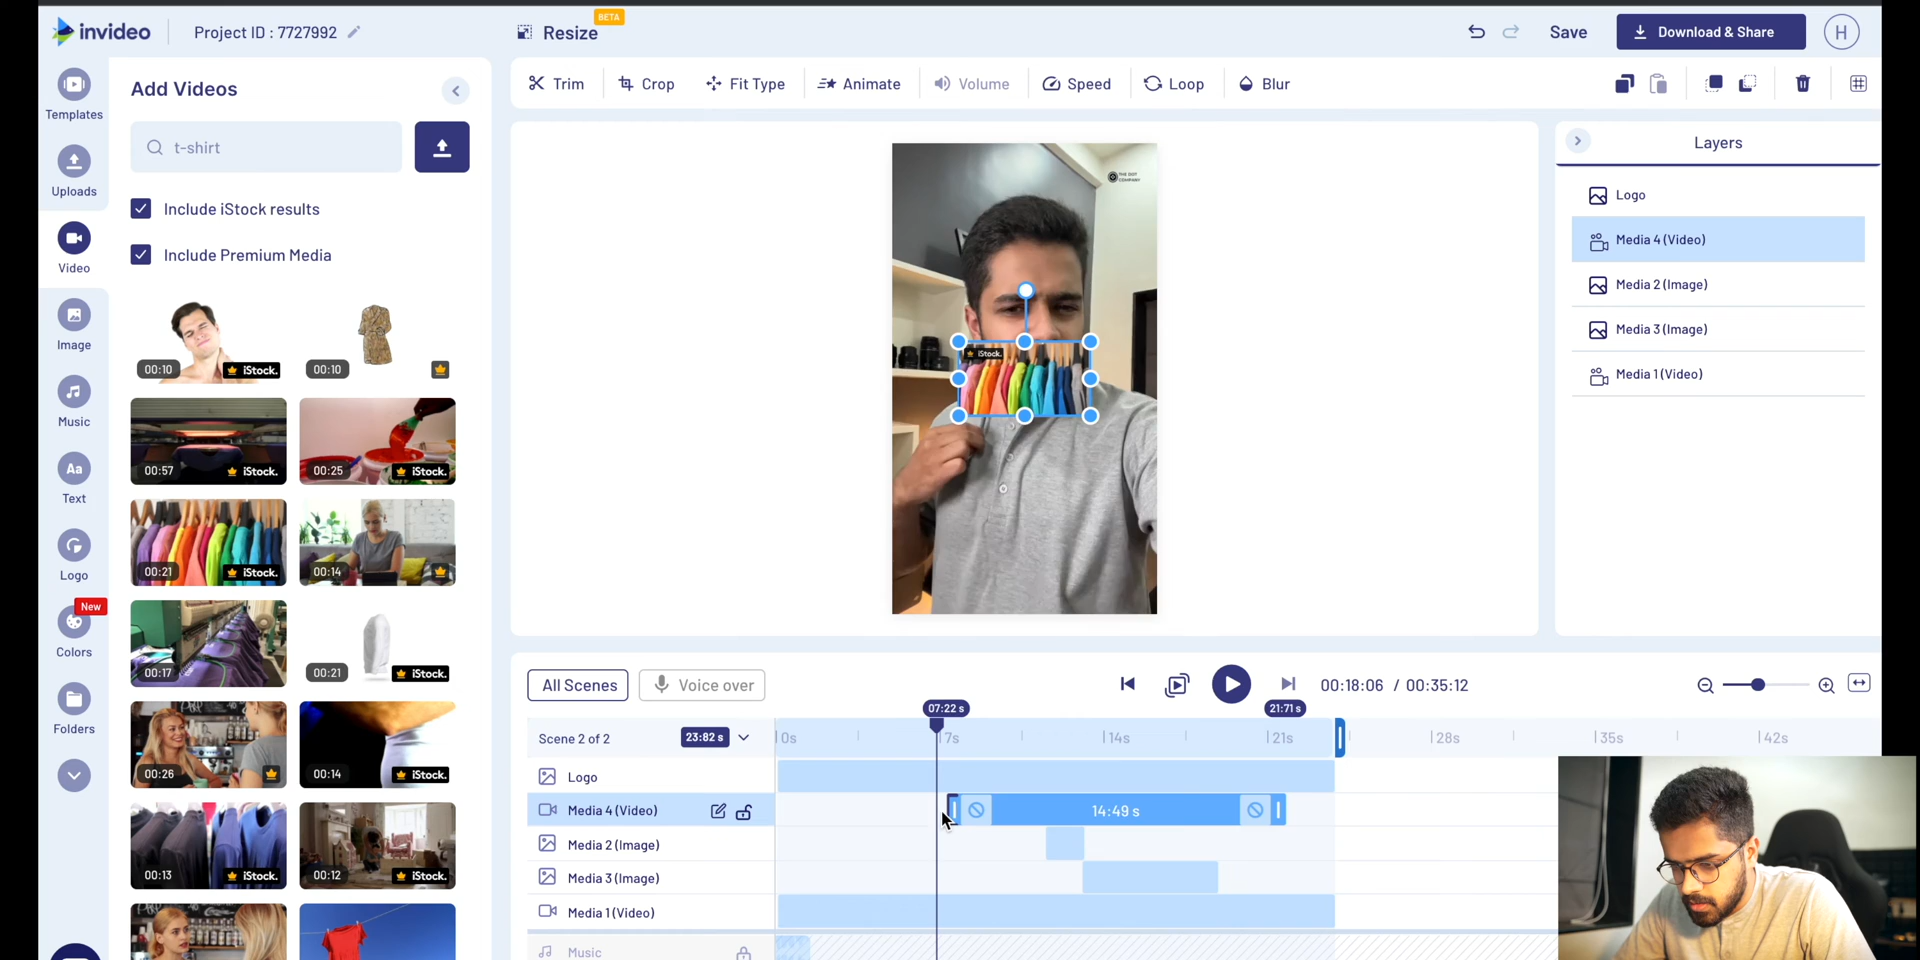 invideo
Project ID : 7727992
Resize
BETA
Save
Download & Share
H
Templates
Uploads
Video
Image
Music
Text
Aa
Logo
New
Colors
Folders
Add Videos
t-shirt
Include iStock results
Include Premium Media
00:10
iStock.
00:10
00:57
iStock.
00:25
iStock.
00:21
iStock.
00:14
00:17
00:21
iStock.
00:26
00:14
iStock.
00:13
iStock.
00:12
iStock.
Trim
Crop
Fit Type
Animate
Volume
Speed
Loop
Blur
THE DOT
COMPANY
iStock.
Layers
Logo
Media 4 (Video)
Media 2 (Image)
Media 3 (Image)
Media 1 (Video)
All Scenes
Voice over
00:18:06 / 00:35:12
07:22 s
21:71 s
Scene 2 of 2
23:82 s
0s
7s
14s
21s
28s
35s
42s
Logo
Media 4 (Video)
14:49 s
Media 2 (Image)
Media 3 (Image)
Media 1 (Video)
Music